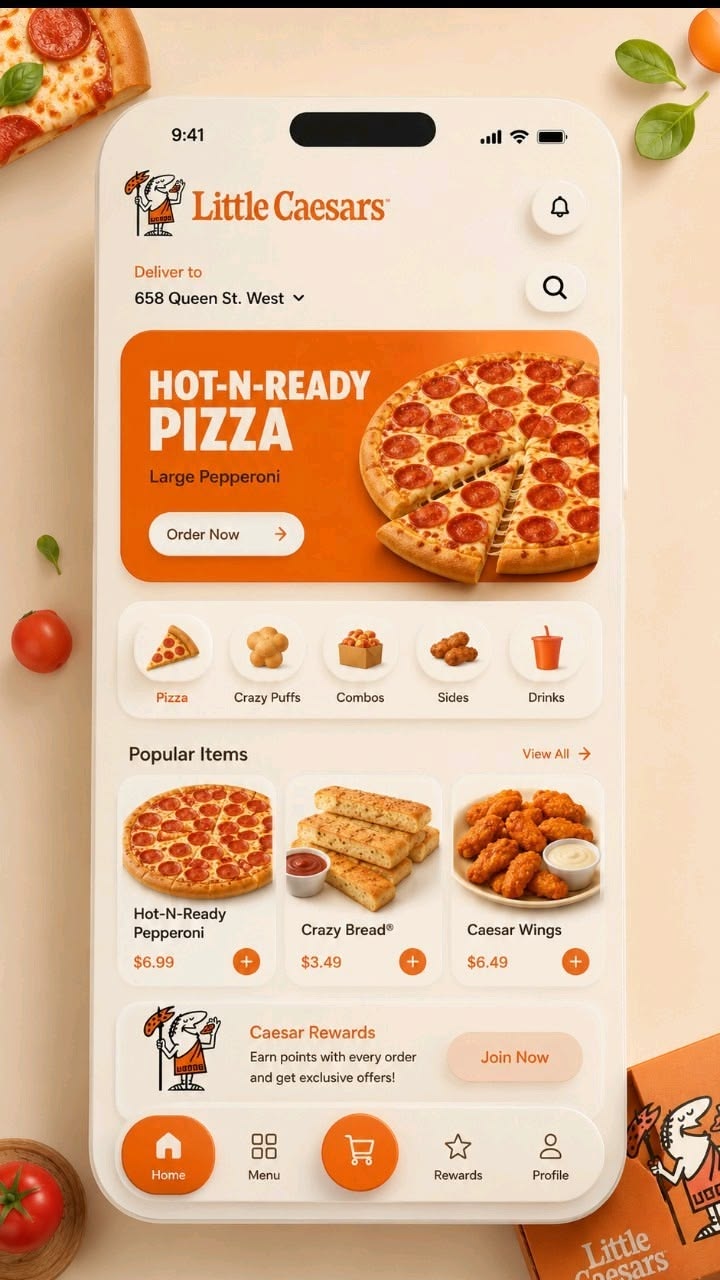 9:41
Little Caesars
Deliver to
658 Queen St. West
HOT-N-READY
PIZZA
Large Pepperoni
Order Now
Pizza
Crazy Puffs
Combos
Sides
Drinks
Popular Items
View All
Hot-N-Ready
Pepperoni
$6.99
Crazy Bread®
$3.49
Caesar Wings
$6.49
Caesar Rewards
Earn points with every order
and get exclusive offers!
Join Now
Home
Menu
Rewards
Profile
Little
Caesars